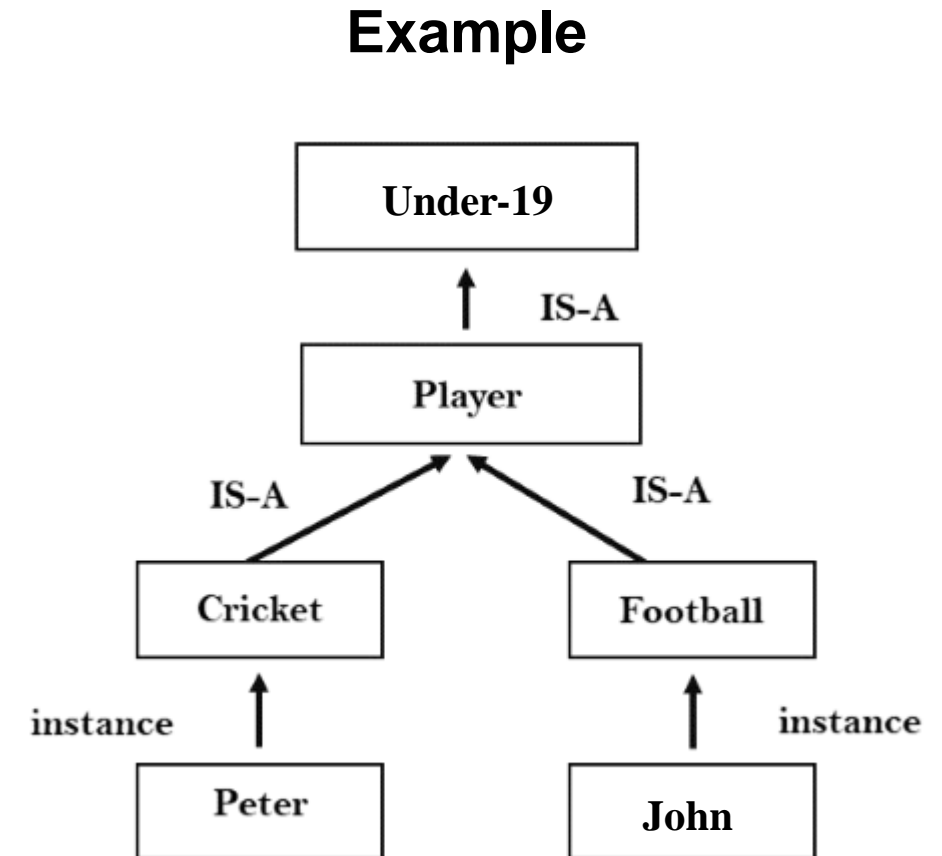 Example
Under-19
IS-A
Player
IS-A
IS-A
Cricket
Football
instance
instance
Peter
John